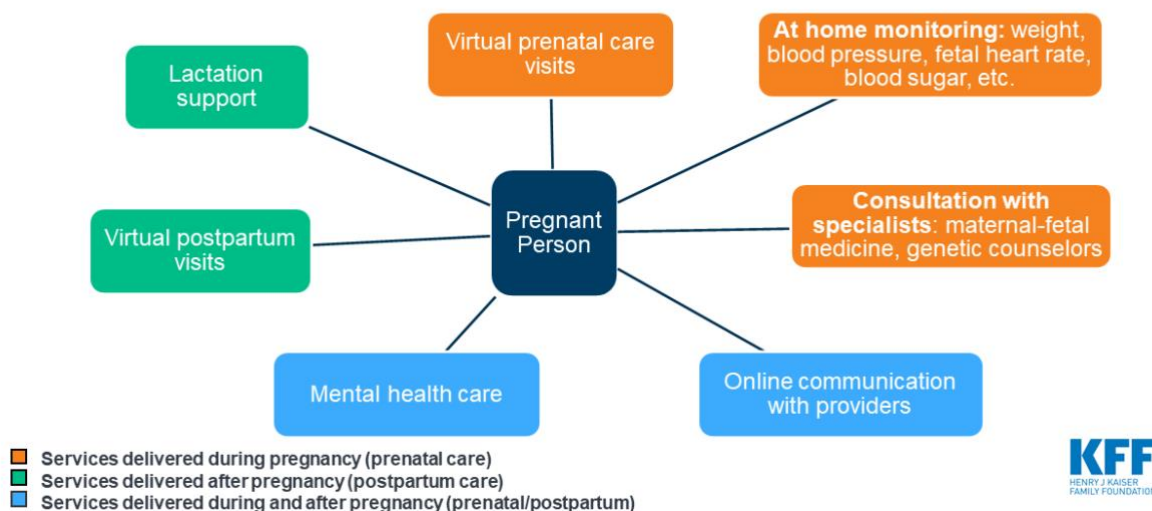 Lactation
support
Virtual prenatal care
visits
At home monitoring: weight,
blood pressure, fetal heart rate,
blood sugar, etc.
Virtual postpartum
visits
Pregnant
Person
Consultation with
specialists: maternal-fetal
medicine, genetic counselors
Mental health care
Online communication
with providers
Services delivered during pregnancy (prenatal care)
Services delivered after pregnancy (postpartum care)
Services delivered during and after pregnancy (prenatal/postpartum)
KFF
HENRY J KAISER
FAMILY FOUNDATION